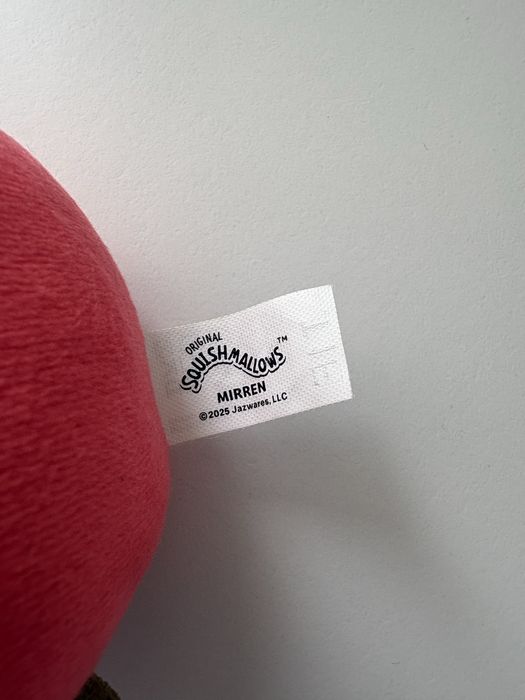 ORIGINAL
SQUISHMALLOWS™
MIRREN
©2025 Jazwares, LLC